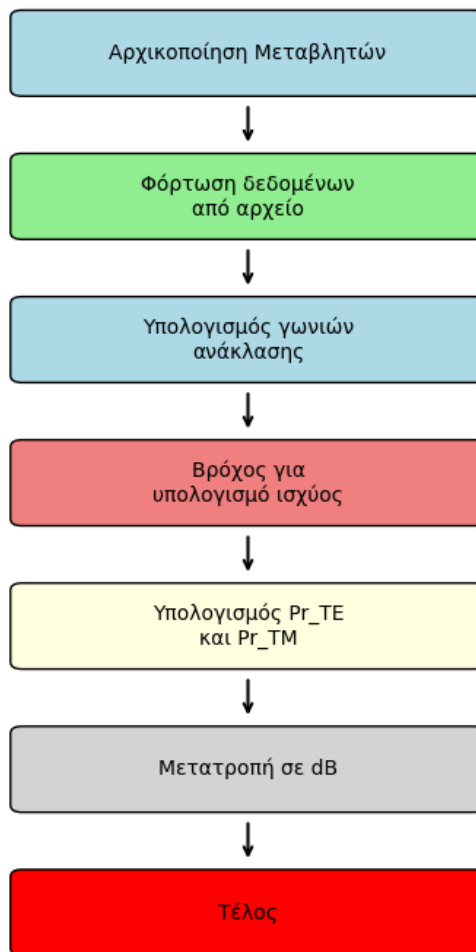 Αρχικοποίηση Μεταβλητών
Φόρτωση δεδομένων
από αρχείο
Υπολογισμός γωνιών
ανάκλασης
Βρόχος για
υπολογισμό ισχύος
Υπολογισμός Pr_TE
και Pr_TM
Μετατροπή σε dB
Τέλος